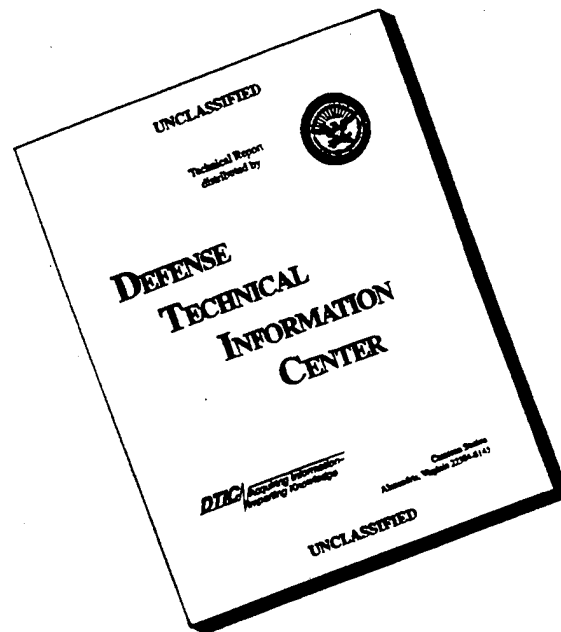 UNCLASSIFIED
Technical Report
distributed by
DEFENSE
TECHNICAL
INFORMATION
CENTER
DTIC
Acquiring Information-
Imparting Knowledge
Cameron Station
Alexandria, Virginia 22304-6145
UNCLASSIFIED